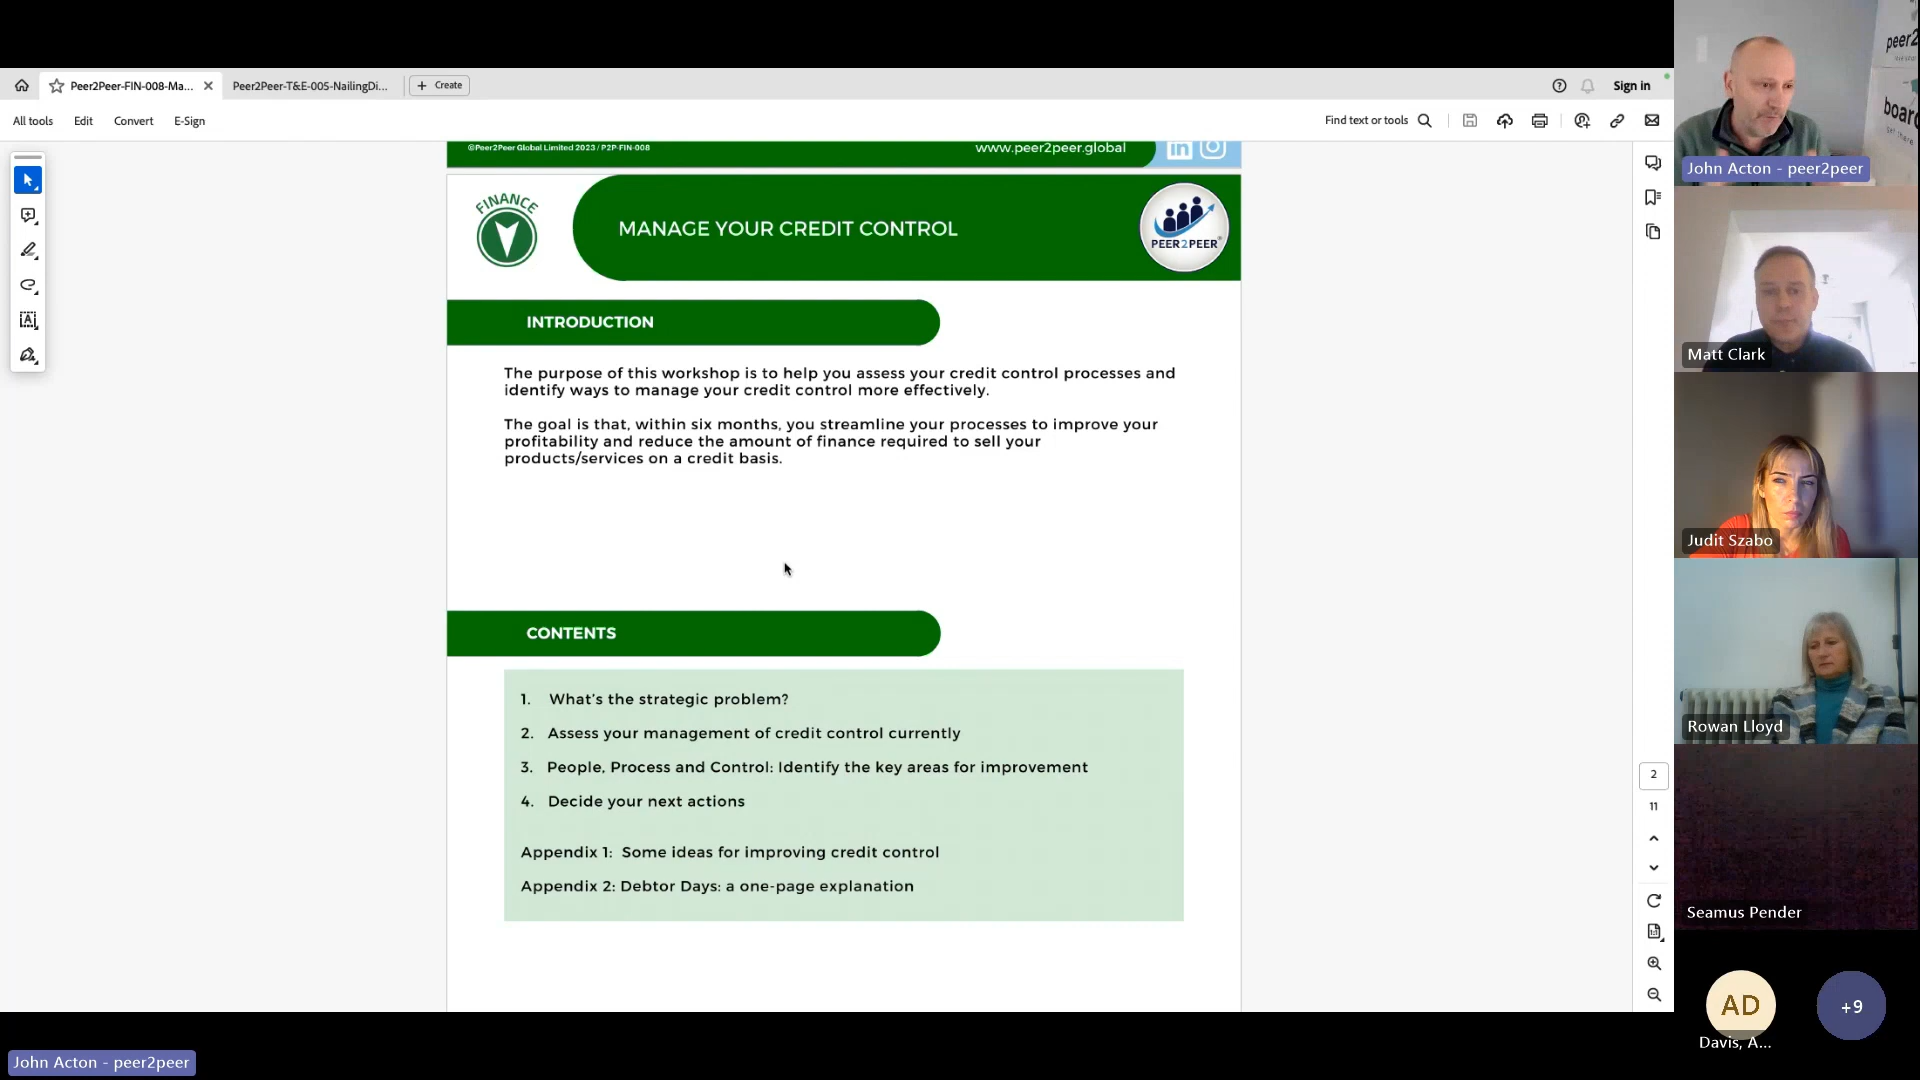 Peer2Peer-FIN-008-Ma...
Peer2Peer-T&E-005-NailingDi...
Create
Sign in
All tools
Edit
Convert
E-Sign
Find text or tools
©Peer2Peer Global Limited 2023 / P2P-FIN-008
www.peer2peer.global
FINANCE
MANAGE YOUR CREDIT CONTROL
PEER2PEER
INTRODUCTION
The purpose of this workshop is to help you assess your credit control processes and
identify ways to manage your credit control more effectively.
The goal is that, within six months, you streamline your processes to improve your
profitability and reduce the amount of finance required to sell your
products/services on a credit basis.
CONTENTS
1. What's the strategic problem?
2. Assess your management of credit control currently
3. People, Process and Control: Identify the key areas for improvement
4. Decide your next actions
Appendix 1: Some ideas for improving credit control
Appendix 2: Debtor Days: a one-page explanation
2
11
John Acton - peer2peer
Matt Clark
Judit Szabo
Rowan Lloyd
Seamus Pender
AD
+9
Davis, A...
John Acton - peer2peer